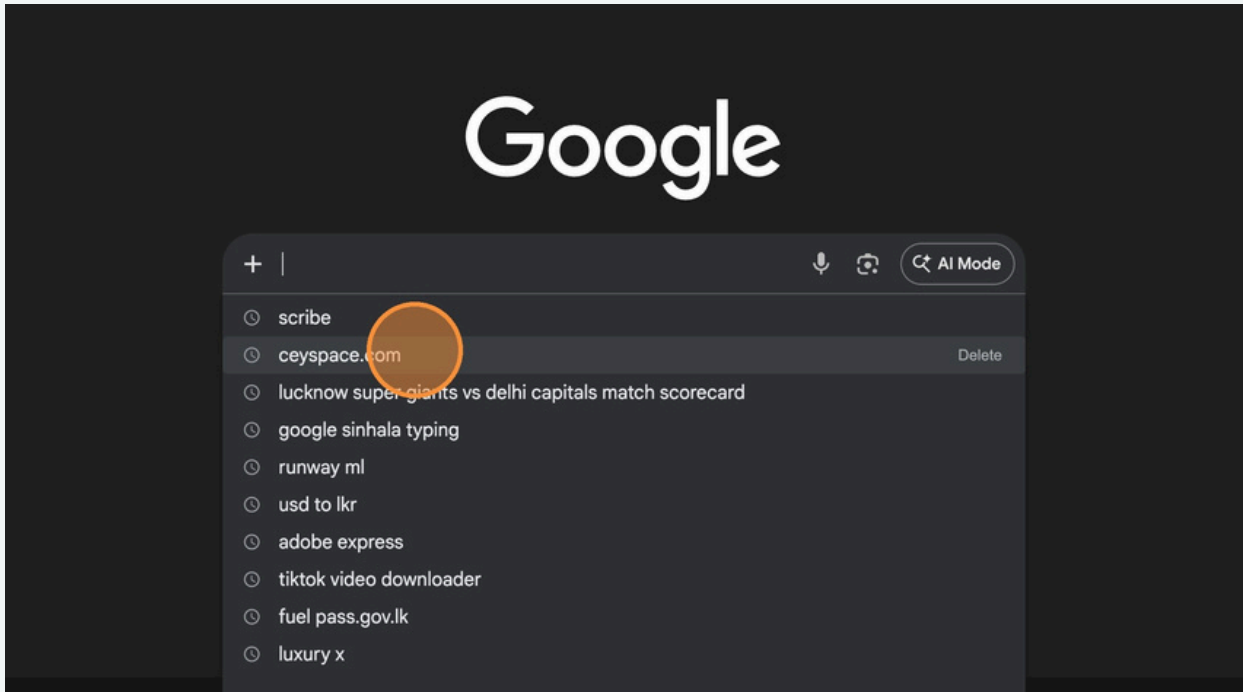 Google
AI Mode
scribe
ceyspace.com Delete
lucknow super giants vs delhi capitals match scorecard
google sinhala typing
runway ml
usd to lkr
adobe express
tiktok video downloader
fuel pass.gov.lk
luxury x